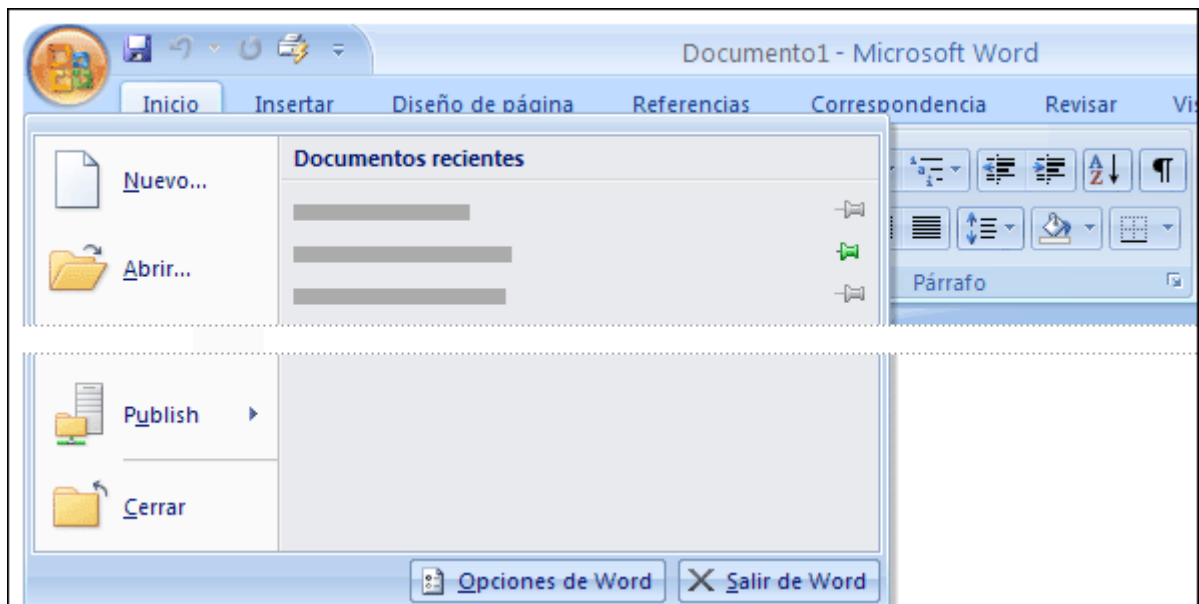 Documento1 - Microsoft Word
Inicio Insertar Diseño de página Referencias Correspondencia Revisar
Documentos recientes
Nuevo...
Abrir...
Párrafo
Publish
Cerrar
Opciones de Word Salir de Word